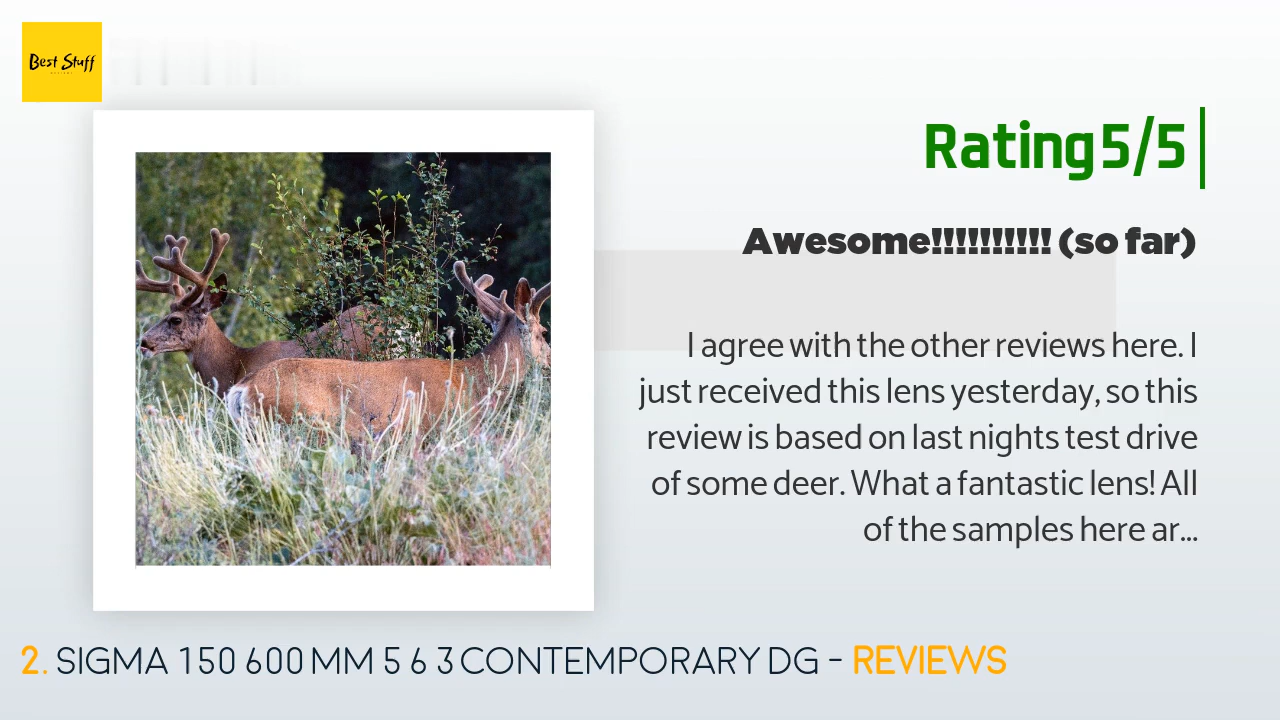 Best Stuff
Rating 5/5
Awesome!!!!!!!!!! (so far)
I agree with the other reviews here. I
just received this lens yesterday, so this
review is based on last nights test drive
of some deer. What a fantastic lens! All
of the samples here ar...
2. SIGMA 150 600 MM 5 6 3 CONTEMPORARY DG - REVIEWS